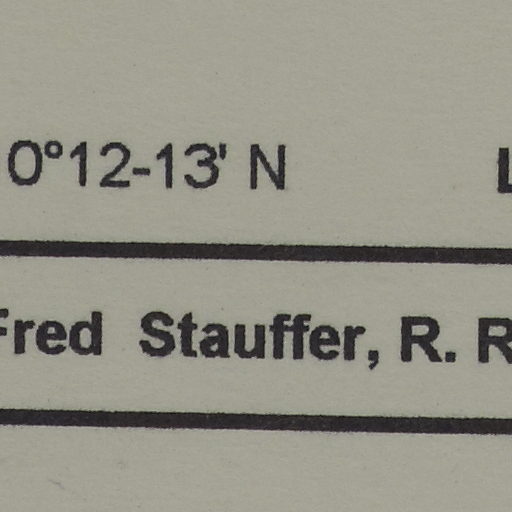 0°12-13' N
Fred Stauffer, R. R